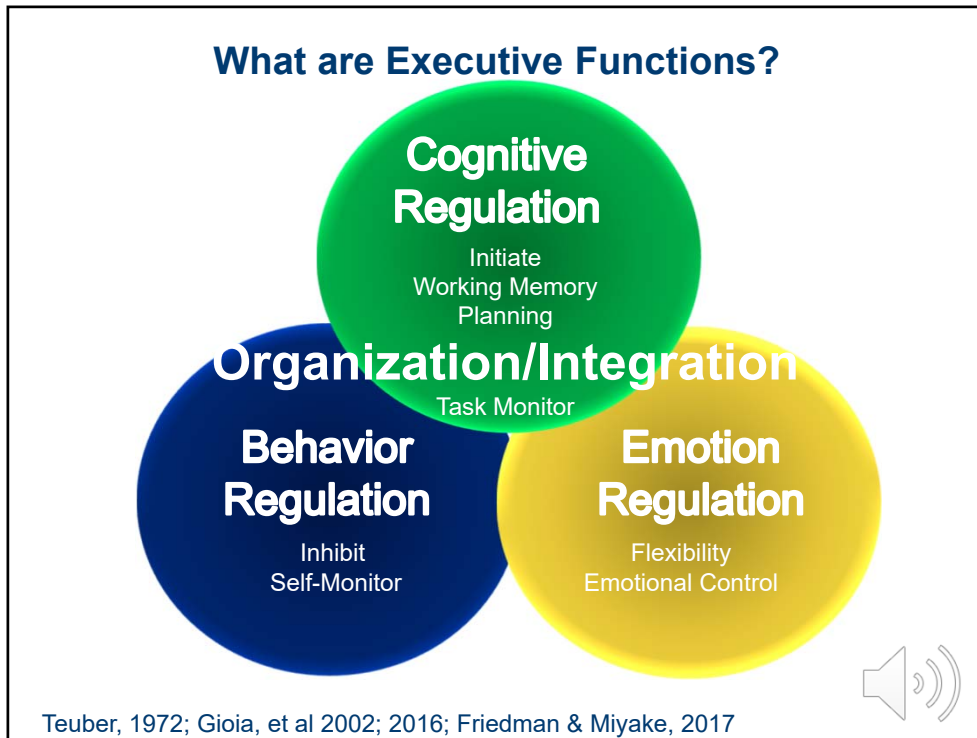 What are Executive Functions?
Cognitive
Regulation
Initiate
Working Memory
Planning
Organization/Integration
Task Monitor
Behavior
Regulation
Inhibit
Self-Monitor
Emotion
Regulation
Flexibility
Emotional Control
Teuber, 1972; Gioia, et al 2002; 2016; Friedman & Miyake, 2017